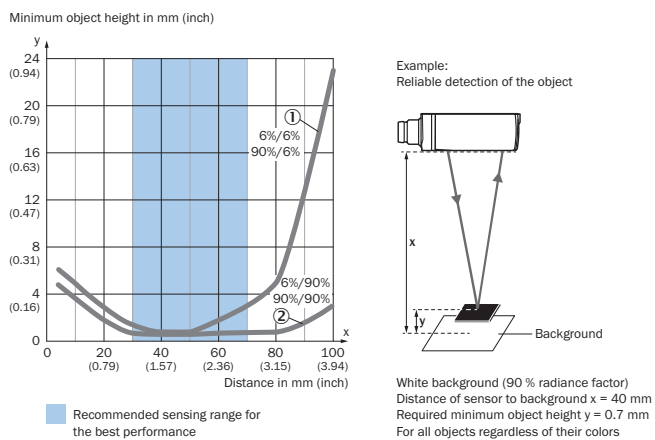 Minimum object height in mm (inch)
y
24
(0.94)
20
(0.79)
16
(0.63)
12
(0.47)
8
(0.31)
4
(0.16)
0
①
6%/6%
90%/6%
6%/90%
90%/90%
②
x
0 20 40 60 80 100
(0.79) (1.57) (2.36) (3.15) (3.94)
Distance in mm (inch)
Recommended sensing range for
the best performance
Example:
Reliable detection of the object
x
y
Background
White background (90 % radiance factor)
Distance of sensor to background x = 40 mm
Required minimum object height y = 0.7 mm
For all objects regardless of their colors